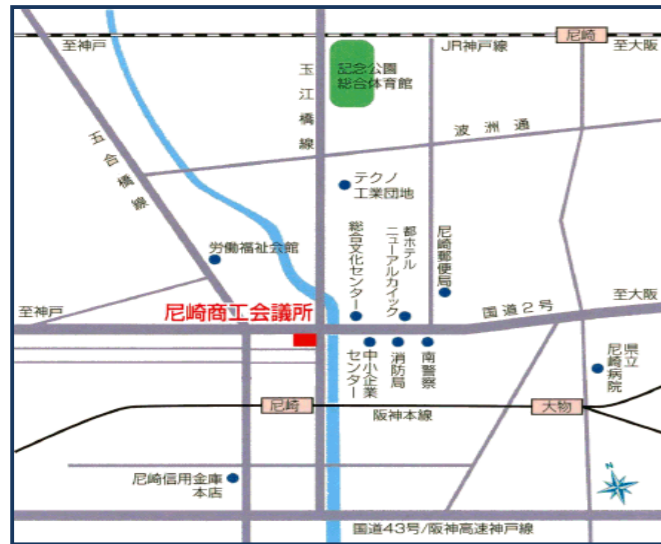 尼崎
至神戸
JR神戸線
至大阪
玉江橋線
記念公園
総合体育館
五合橋線
波洲通
テクノ
工業団地
労働福祉会館
総合文化センター
都ホテル
ニューアルカイック
尼崎郵便局
至大阪
至神戸
尼崎商工会議所
国道2号
中小企業
センター
消防局
南警察
県立
尼崎病院
尼崎
阪神本線
大物
尼崎信用金庫
本店
N
国道43号/阪神高速神戸線